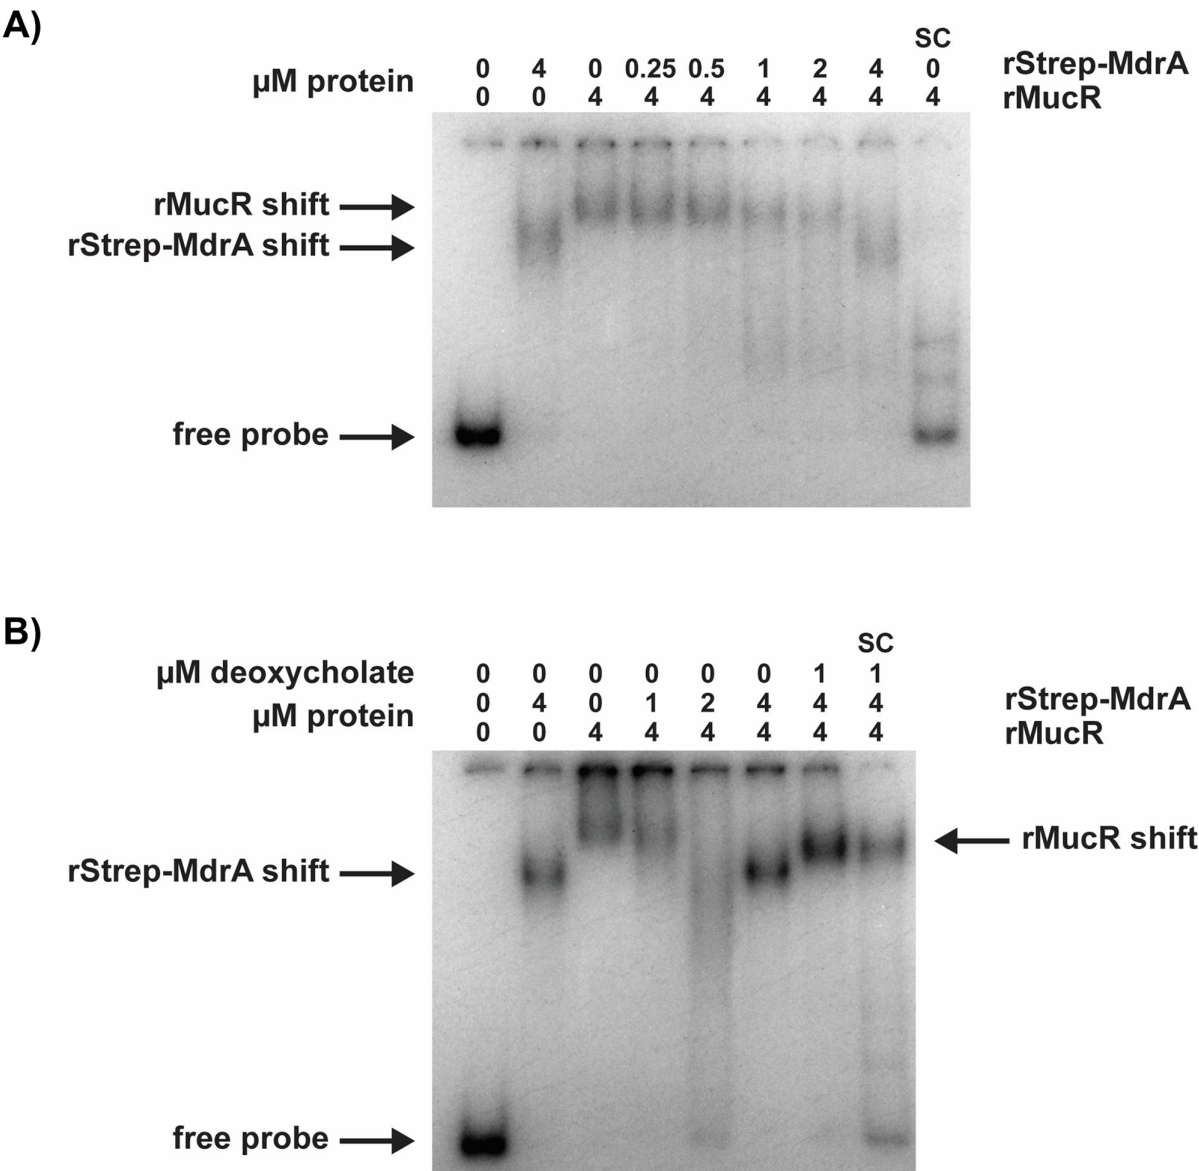 A)
SC
µM protein 0 4 0 0.25 0.5 1 2 4 0 rStrep-MdrA
0 0 4 4 4 4 4 4 4 rMucR
rMucR shift
rStrep-MdrA shift
free probe
B)
SC
µM deoxycholate 0 0 0 0 0 0 1 1
µM protein 0 4 0 1 2 4 4 4 rStrep-MdrA
0 0 4 4 4 4 4 4 rMucR
rMucR shift
rStrep-MdrA shift
free probe